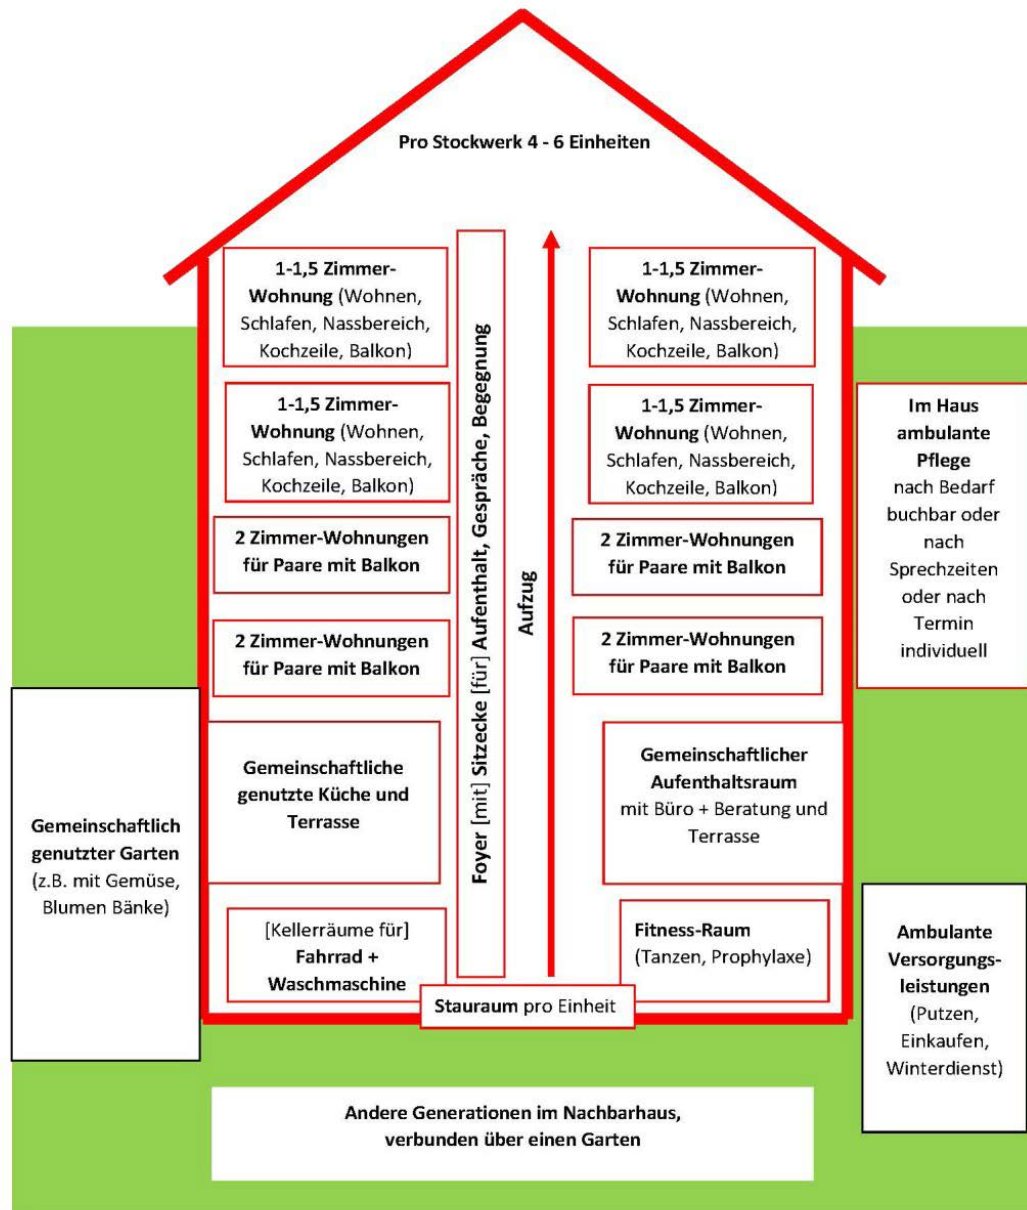 Pro Stockwerk 4 - 6 Einheiten
1-1,5 Zimmer-
Wohnung (Wohnen,
Schlafen, Nassbereich,
Kochzeile, Balkon)
1-1,5 Zimmer-
Wohnung (Wohnen,
Schlafen, Nassbereich,
Kochzeile, Balkon)
2 Zimmer-Wohnungen
für Paare mit Balkon
2 Zimmer-Wohnungen
für Paare mit Balkon
Gemeinschaftliche
genutzte Küche und
Terrasse
[Kellerräume für]
Fahrrad +
Waschmaschine
Foyer [mit] Sitzecke [für] Aufenthalt, Gespräche, Begegnung
Aufzug
1-1,5 Zimmer-
Wohnung (Wohnen,
Schlafen, Nassbereich,
Kochzeile, Balkon)
1-1,5 Zimmer-
Wohnung (Wohnen,
Schlafen, Nassbereich,
Kochzeile, Balkon)
2 Zimmer-Wohnungen
für Paare mit Balkon
2 Zimmer-Wohnungen
für Paare mit Balkon
Gemeinschaftlicher
Aufenthaltsraum
mit Büro + Beratung und
Terrasse
Fitness-Raum
(Tanzen, Prophylaxe)
Stauraum pro Einheit
Gemeinschaftlich
genutzter Garten
(z.B. mit Gemüse,
Blumen Bänke)
Im Haus
ambulante
Pflege
nach Bedarf
buchbar oder
nach
Sprechzeiten
oder nach
Termin
individuell
Ambulante
Versorgungs-
leistungen
(Putzen,
Einkaufen,
Winterdienst)
Andere Generationen im Nachbarhaus,
verbunden über einen Garten